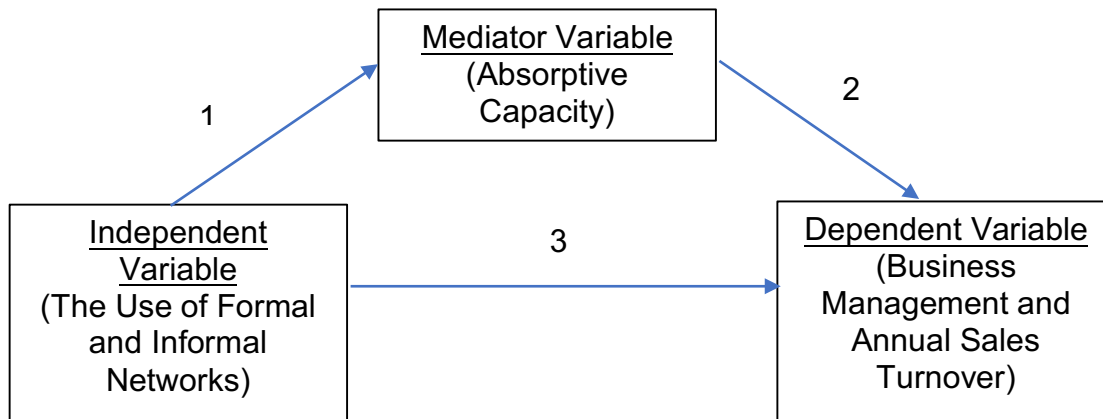 Mediator Variable
(Absorptive
Capacity)
1
2
Independent
Variable
(The Use of Formal
and Informal
Networks)
3
Dependent Variable
(Business
Management and
Annual Sales
Turnover)